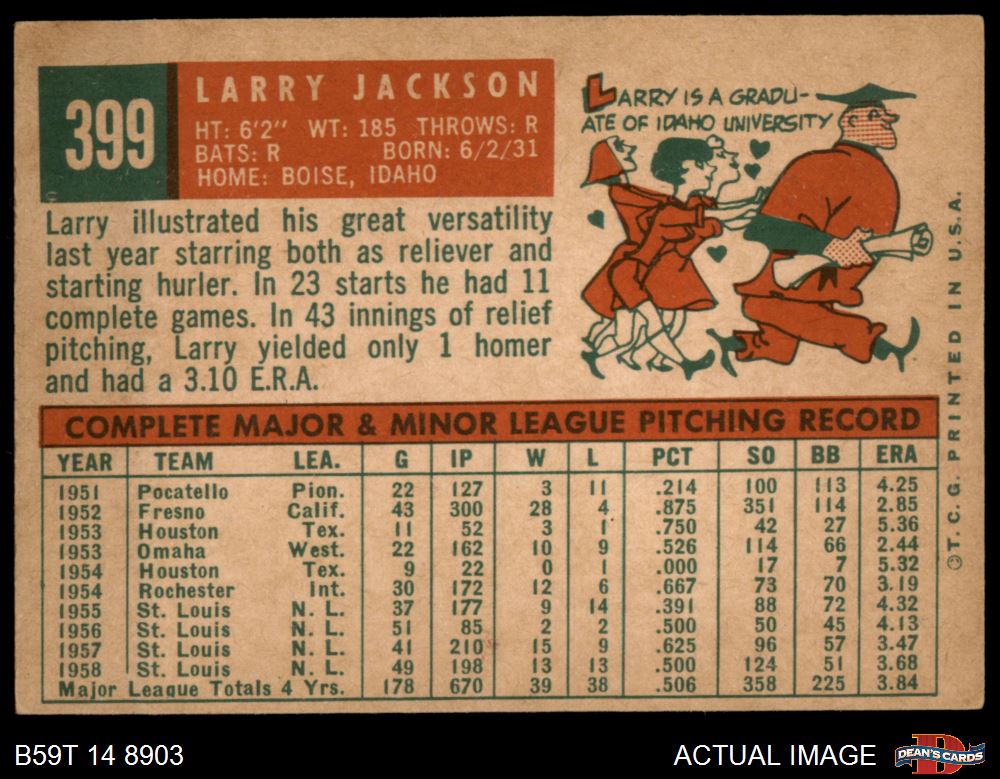 399
LARRY JACKSON
HT: 6'2" WT: 185 THROWS: R
BATS: R BORN: 6/2/31
HOME: BOISE, IDAHO
LARRY IS A GRADU-
ATE OF IDAHO UNIVERSITY
Larry illustrated his great versatility
last year starring both as reliever and
starting hurler. In 23 starts he had 11
complete games. In 43 innings of relief
pitching, Larry yielded only 1 homer
and had a 3.10 E.R.A.
COMPLETE MAJOR & MINOR LEAGUE PITCHING RECORD
YEAR TEAM LEA. G IP W L PCT SO BB ERA
1951 Pocatello Pion. 22 127 3 11 .214 100 113 4.25
1952 Fresno Calif. 43 300 28 4 .875 351 114 2.85
1953 Houston Tex. 11 52 3 1 .750 42 27 5.36
1953 Omaha West. 22 162 10 9 .526 114 66 2.44
1954 Houston Tex. 9 22 0 1 .000 17 7 5.32
1954 Rochester Int. 30 172 12 6 .667 73 70 3.19
1955 St. Louis N. L. 37 177 9 14 .391 88 72 4.32
1956 St. Louis N. L. 51 85 2 2 .500 50 45 4.13
1957 St. Louis N. L. 41 210 15 9 .625 96 57 3.47
1958 St. Louis N. L. 49 198 13 13 .500 124 51 3.68
Major League Totals 4 Yrs. 178 670 39 38 .506 358 225 3.84
©T.C.G. PRINTED IN U.S.A.
B59T 14 8903
ACTUAL IMAGE
DEAN'S CARDS